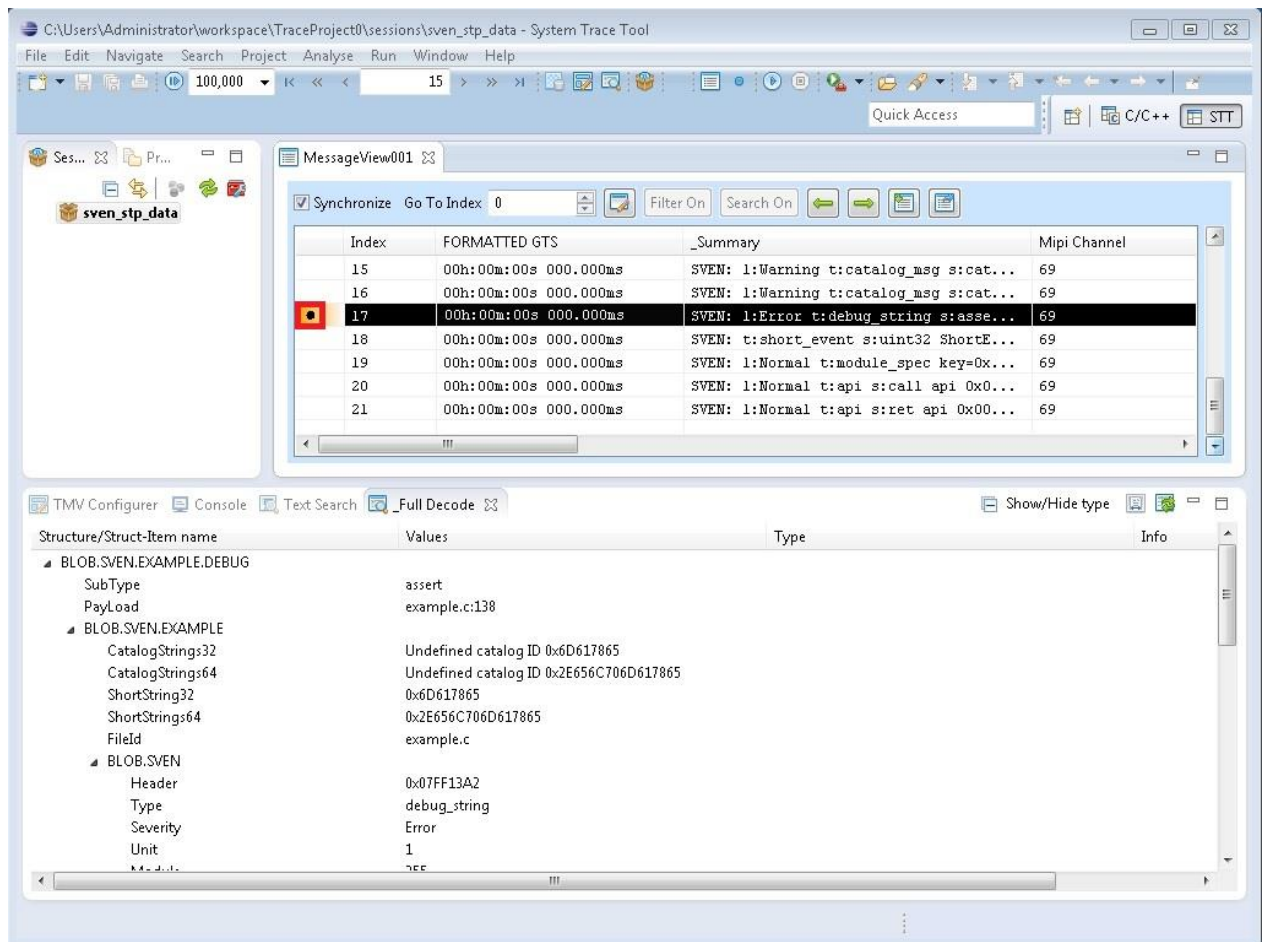 C:\Users\Administrator\workspace\TraceProject0\sessions\sven_stp_data - System Trace Tool
File Edit Navigate Search Project Analyse Run Window Help
100,000 15
Quick Access C/C++ STT
Ses... Pr... MessageView001
sven_stp_data
Synchronize Go To Index 0 Filter On Search On
Index FORMATTED GTS _Summary Mipi Channel
15 00h:00m:00s 000.000ms SVEN: l:Warning t:catalog_msg s:cat... 69
16 00h:00m:00s 000.000ms SVEN: l:Warning t:catalog_msg s:cat... 69
17 00h:00m:00s 000.000ms SVEN: l:Error t:debug_string s:asse... 69
18 00h:00m:00s 000.000ms SVEN: t:short_event s:uint32 ShortE... 69
19 00h:00m:00s 000.000ms SVEN: l:Normal t:module_spec key=0x... 69
20 00h:00m:00s 000.000ms SVEN: l:Normal t:api s:call api 0x0... 69
21 00h:00m:00s 000.000ms SVEN: l:Normal t:api s:ret api 0x00... 69
TMV Configurer Console Text Search _Full Decode Show/Hide type
Structure/Struct-Item name Values Type Info
BLOB.SVEN.EXAMPLE.DEBUG
SubType assert
PayLoad example.c:138
BLOB.SVEN.EXAMPLE
CatalogStrings32 Undefined catalog ID 0x6D617865
CatalogStrings64 Undefined catalog ID 0x2E656C706D617865
ShortString32 0x6D617865
ShortStrings64 0x2E656C706D617865
FileId example.c
BLOB.SVEN
Header 0x07FF13A2
Type debug_string
Severity Error
Unit 1
Module 255